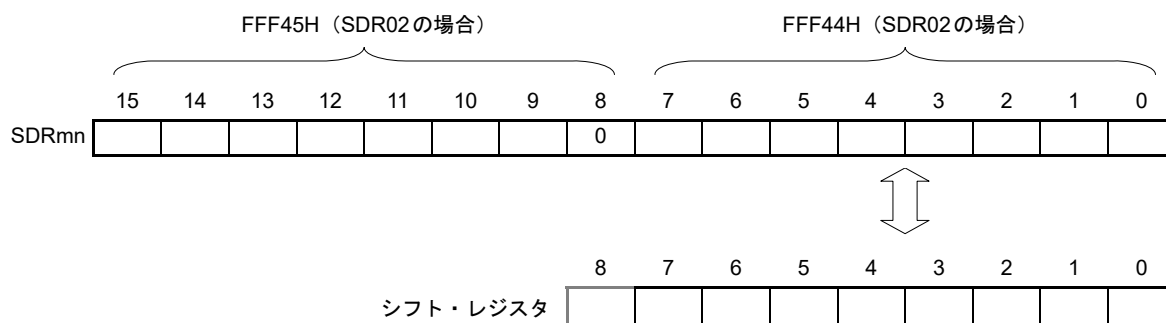 FFF45H（SDR02の場合） FFF44H（SDR02の場合）
15 14 13 12 11 10 9 8 7 6 5 4 3 2 1 0
SDRmn 0
8 7 6 5 4 3 2 1 0
シフト・レジスタ